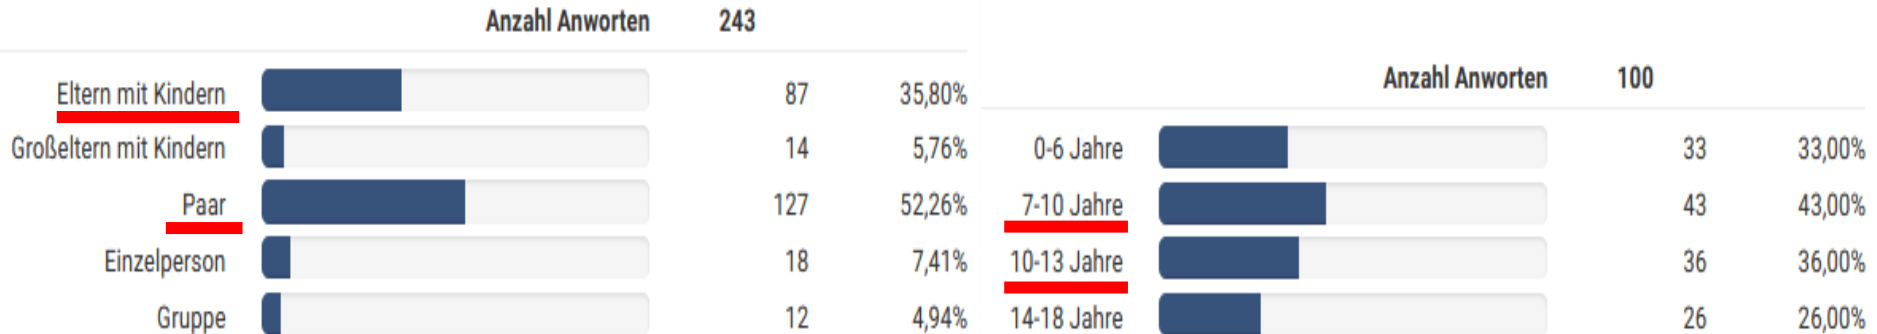 Anzahl Anworten 243
Eltern mit Kindern 87 35,80%
Großeltern mit Kindern 14 5,76%
Paar 127 52,26%
Einzelperson 18 7,41%
Gruppe 12 4,94%
Anzahl Anworten 100
0-6 Jahre 33 33,00%
7-10 Jahre 43 43,00%
10-13 Jahre 36 36,00%
14-18 Jahre 26 26,00%